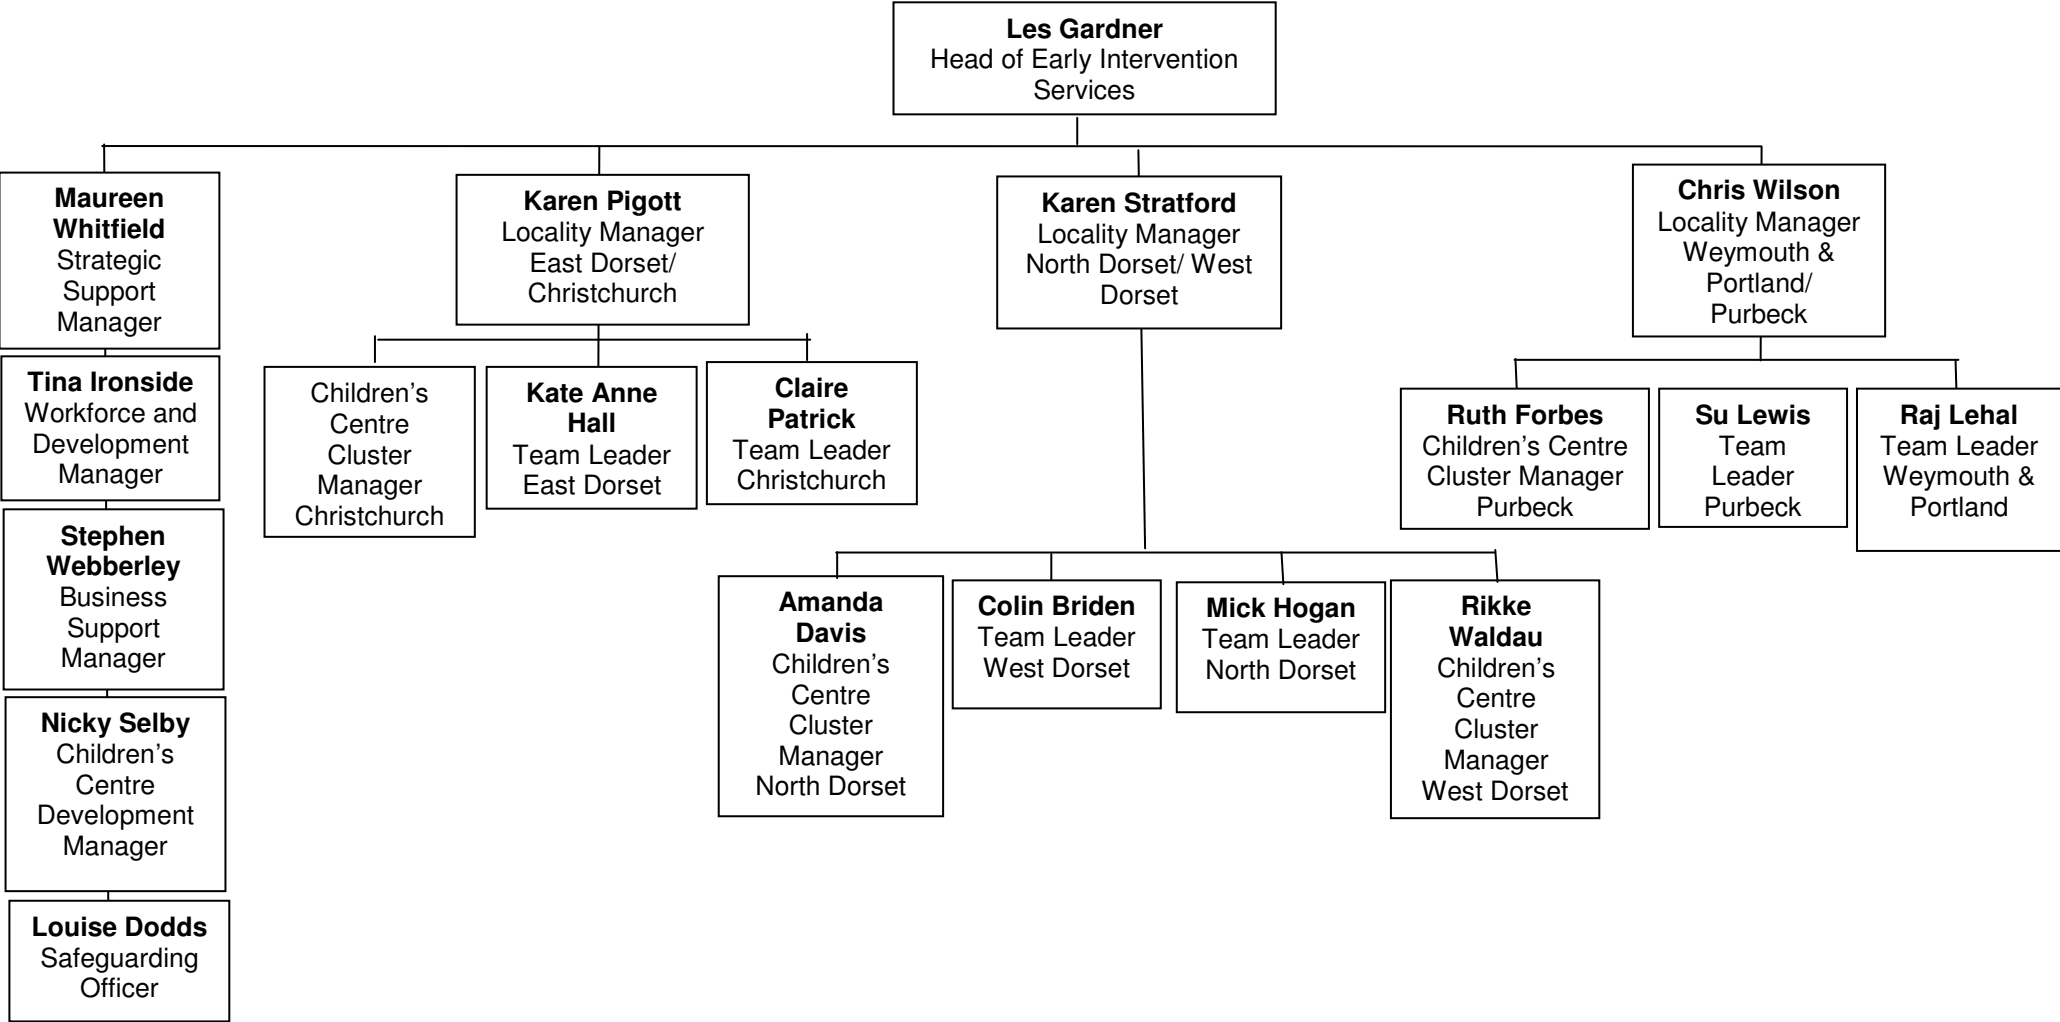 Les Gardner
Head of Early Intervention
Services
Maureen
Whitfield
Strategic
Support
Manager
Karen Pigott
Locality Manager
East Dorset/
Christchurch
Karen Stratford
Locality Manager
North Dorset/ West
Dorset
Chris Wilson
Locality Manager
Weymouth &
Portland/
Purbeck
Tina Ironside
Workforce and
Development
Manager
Children’s
Centre
Cluster
Manager
Christchurch
Kate Anne
Hall
Team Leader
East Dorset
Claire
Patrick
Team Leader
Christchurch
Ruth Forbes
Children’s Centre
Cluster Manager
Purbeck
Su Lewis
Team
Leader
Purbeck
Raj Lehal
Team Leader
Weymouth &
Portland
Stephen
Webberley
Business
Support
Manager
Amanda
Davis
Children’s
Centre
Cluster
Manager
North Dorset
Colin Briden
Team Leader
West Dorset
Mick Hogan
Team Leader
North Dorset
Rikke
Waldau
Children’s
Centre
Cluster
Manager
West Dorset
Nicky Selby
Children’s
Centre
Development
Manager
Louise Dodds
Safeguarding
Officer